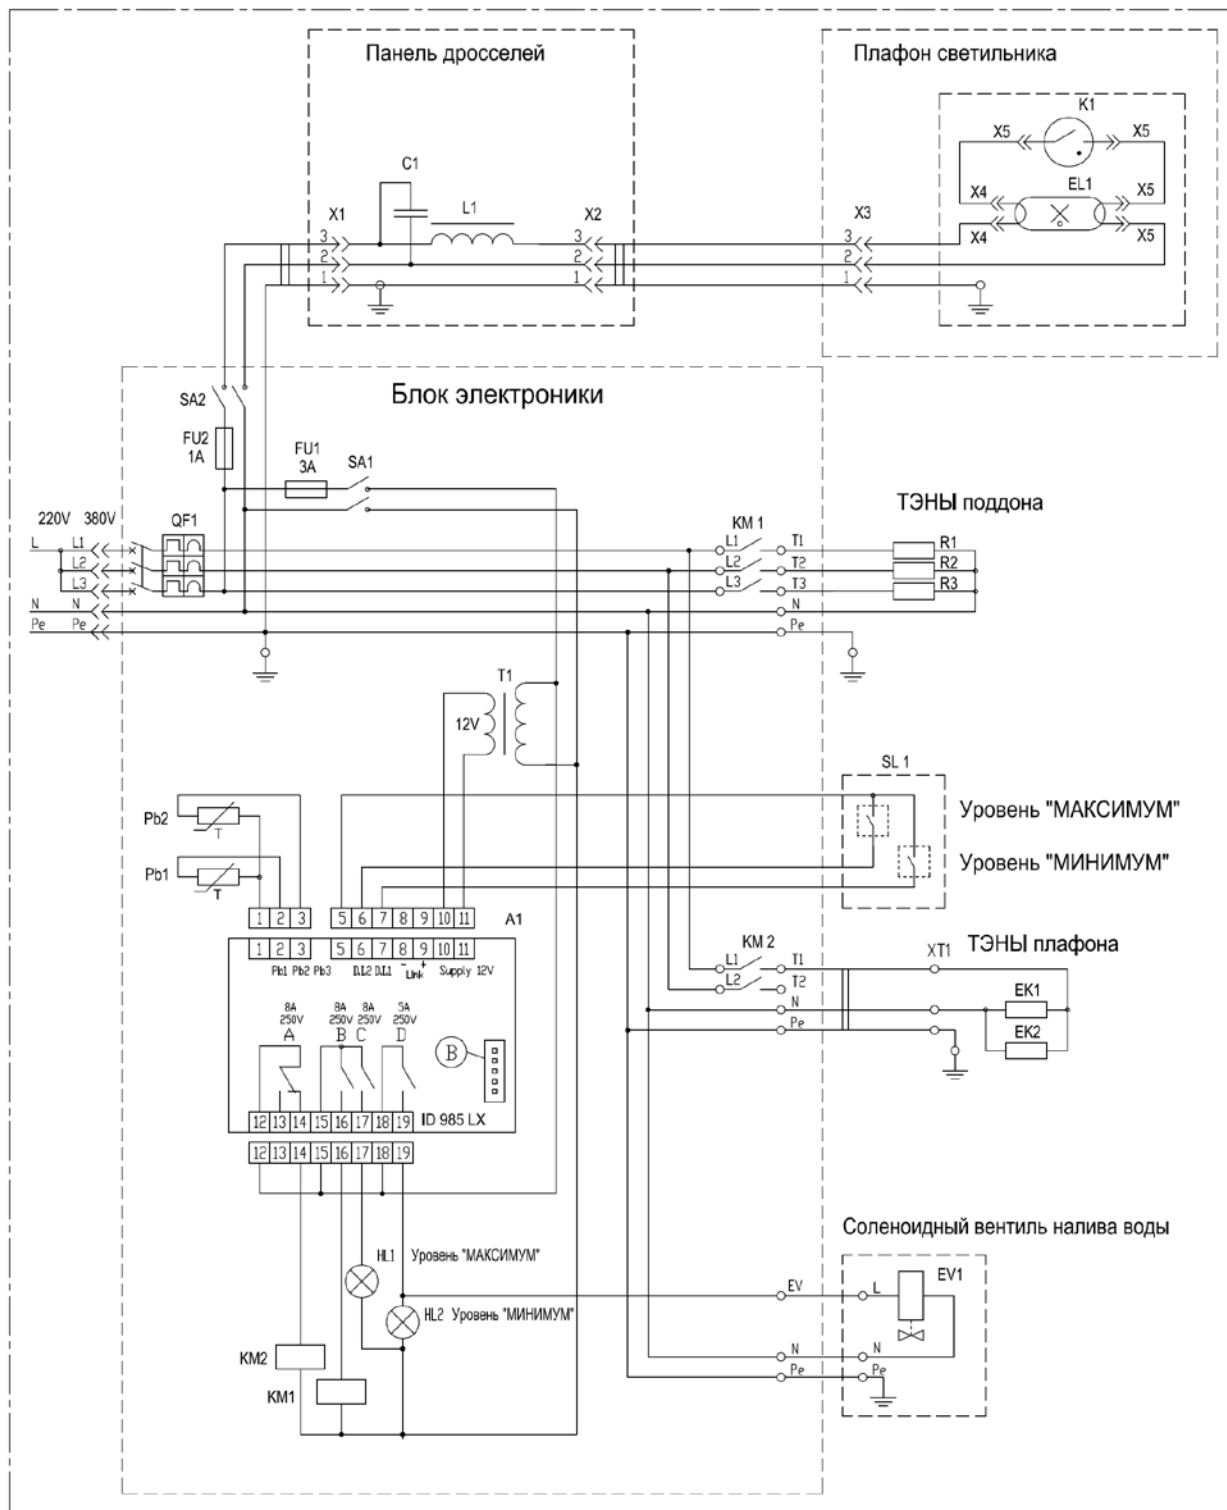 Панель дросселей
Плафон светильника
K1
X5
X5
C1
EL1
X4
X5
X1
L1
X2
X3
X4
X5
3
3
3
2
2
2
1
1
1
Блок электроники
SA2
FU2
1A
FU1
3A
SA1
ТЭНЫ поддона
220V
380V
QF1
KM 1
L
L1
L1
T1
R1
L2
L2
T2
R2
L3
L3
T3
R3
N
N
N
Pe
Pe
Pe
T1
12V
SL 1
Pb2
T
Уровень "МАКСИМУМ"
Pb1
T
Уровень "МИНИМУМ"
1 2 3 5 6 7 8 9 10 11
A1
1 2 3 5 6 7 8 9 10 11
Pb1 Pb2 Pb3 D.I.2 D.I.1 - Link + Supply 12V
KM 2
XT1
ТЭНЫ плафона
L1
T1
L2
T2
N
EK1
Pe
EK2
8A 8A 8A 5A
250V 250V 250V 250V
A B C D
B
12 13 14 15 16 17 18 19
ID 985 LX
12 13 14 15 16 17 18 19
Соленоидный вентиль налива воды
HL1 Уровень "МАКСИМУМ"
EV
L
EV1
HL2 Уровень "МИНИМУМ"
KM2
N
N
Pe
Pe
KM1